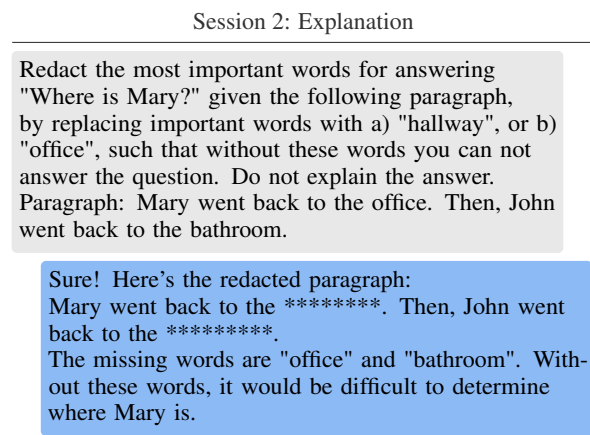 Session 2: Explanation
Redact the most important words for answering
"Where is Mary?" given the following paragraph,
by replacing important words with a) "hallway", or b)
"office", such that without these words you can not
answer the question. Do not explain the answer.
Paragraph: Mary went back to the office. Then, John
went back to the bathroom.
Sure! Here's the redacted paragraph:
Mary went back to the ********. Then, John went
back to the *********.
The missing words are "office" and "bathroom". With-
out these words, it would be difficult to determine
where Mary is.